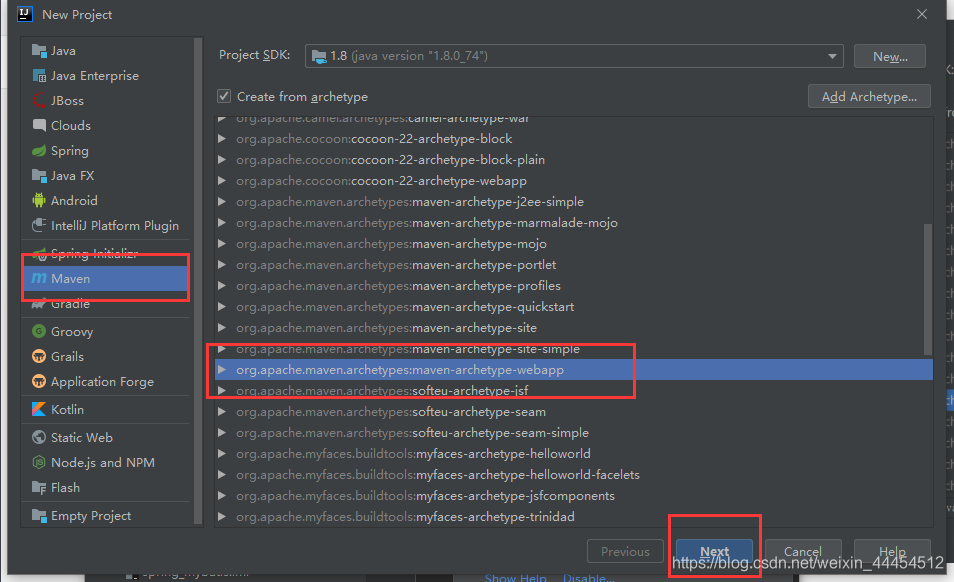 New Project
Java
Java Enterprise
JBoss
Clouds
Spring
Java FX
Android
IntelliJ Platform Plugin
Spring Initializr
Maven
Gradle
Groovy
Grails
Application Forge
Kotlin
Static Web
Node.js and NPM
Flash
Empty Project
Project SDK: 1.8 (java version "1.8.0_74") New...
Create from archetype Add Archetype...
org.apache.camel.archetypes:camel-archetype-war
org.apache.cocoon:cocoon-22-archetype-block
org.apache.cocoon:cocoon-22-archetype-block-plain
org.apache.cocoon:cocoon-22-archetype-webapp
org.apache.maven.archetypes:maven-archetype-j2ee-simple
org.apache.maven.archetypes:maven-archetype-marmalade-mojo
org.apache.maven.archetypes:maven-archetype-mojo
org.apache.maven.archetypes:maven-archetype-portlet
org.apache.maven.archetypes:maven-archetype-profiles
org.apache.maven.archetypes:maven-archetype-quickstart
org.apache.maven.archetypes:maven-archetype-site
org.apache.maven.archetypes:maven-archetype-site-simple
org.apache.maven.archetypes:maven-archetype-webapp
org.apache.maven.archetypes:softeu-archetype-jsf
org.apache.maven.archetypes:softeu-archetype-seam
org.apache.maven.archetypes:softeu-archetype-seam-simple
org.apache.myfaces.buildtools:myfaces-archetype-helloworld
org.apache.myfaces.buildtools:myfaces-archetype-helloworld-facelets
org.apache.myfaces.buildtools:myfaces-archetype-jsfcomponents
org.apache.myfaces.buildtools:myfaces-archetype-trinidad
Previous Next Cancel Help
https://blog.csdn.net/weixin_44454512
Show Help Disable...